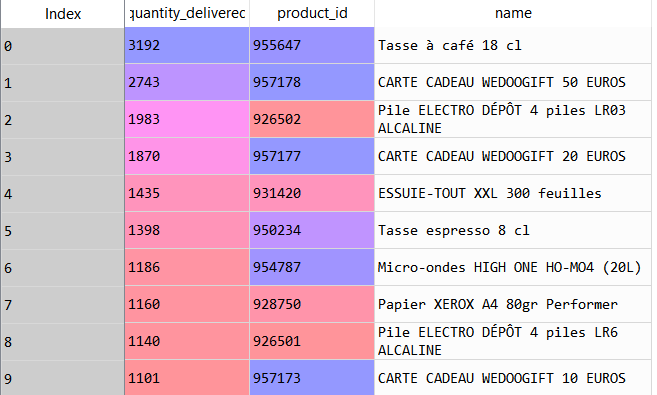 Index quantity_delivered product_id name
0 3192 955647 Tasse à café 18 cl
1 2743 957178 CARTE CADEAU WEDOOGIFT 50 EUROS
2 1983 926502 Pile ELECTRO DÉPÔT 4 piles LR03
ALCALINE
3 1870 957177 CARTE CADEAU WEDOOGIFT 20 EUROS
4 1435 931420 ESSUIE-TOUT XXL 300 feuilles
5 1398 950234 Tasse espresso 8 cl
6 1186 954787 Micro-ondes HIGH ONE HO-MO4 (20L)
7 1160 928750 Papier XEROX A4 80gr Performer
8 1140 926501 Pile ELECTRO DÉPÔT 4 piles LR6
ALCALINE
9 1101 957173 CARTE CADEAU WEDOOGIFT 10 EUROS